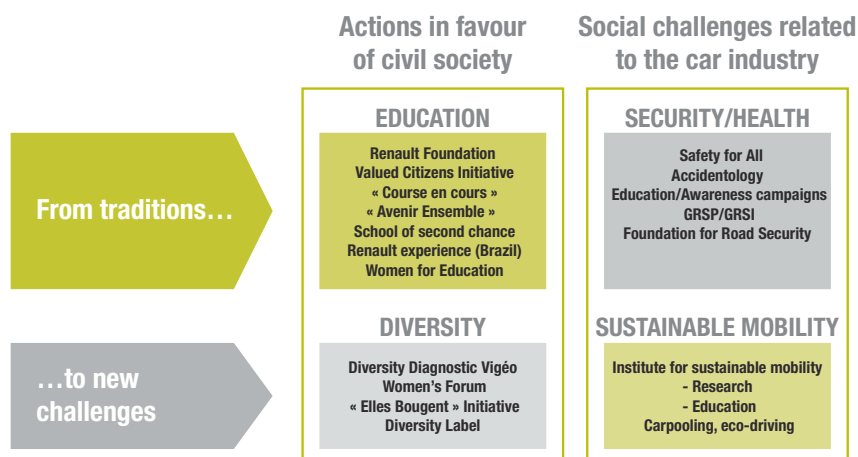 Actions in favour
of civil society
Social challenges related
to the car industry
From traditions…
EDUCATION
Renault Foundation
Valued Citizens Initiative
« Course en cours »
« Avenir Ensemble »
School of second chance
Renault experience (Brazil)
Women for Education
SECURITY/HEALTH
Safety for All
Accidentology
Education/Awareness campaigns
GRSP/GRSI
Foundation for Road Security
…to new
challenges
DIVERSITY
Diversity Diagnostic Vigéo
Women's Forum
« Elles Bougent » Initiative
Diversity Label
SUSTAINABLE MOBILITY
Institute for sustainable mobility
- Research
- Education
Carpooling, eco-driving